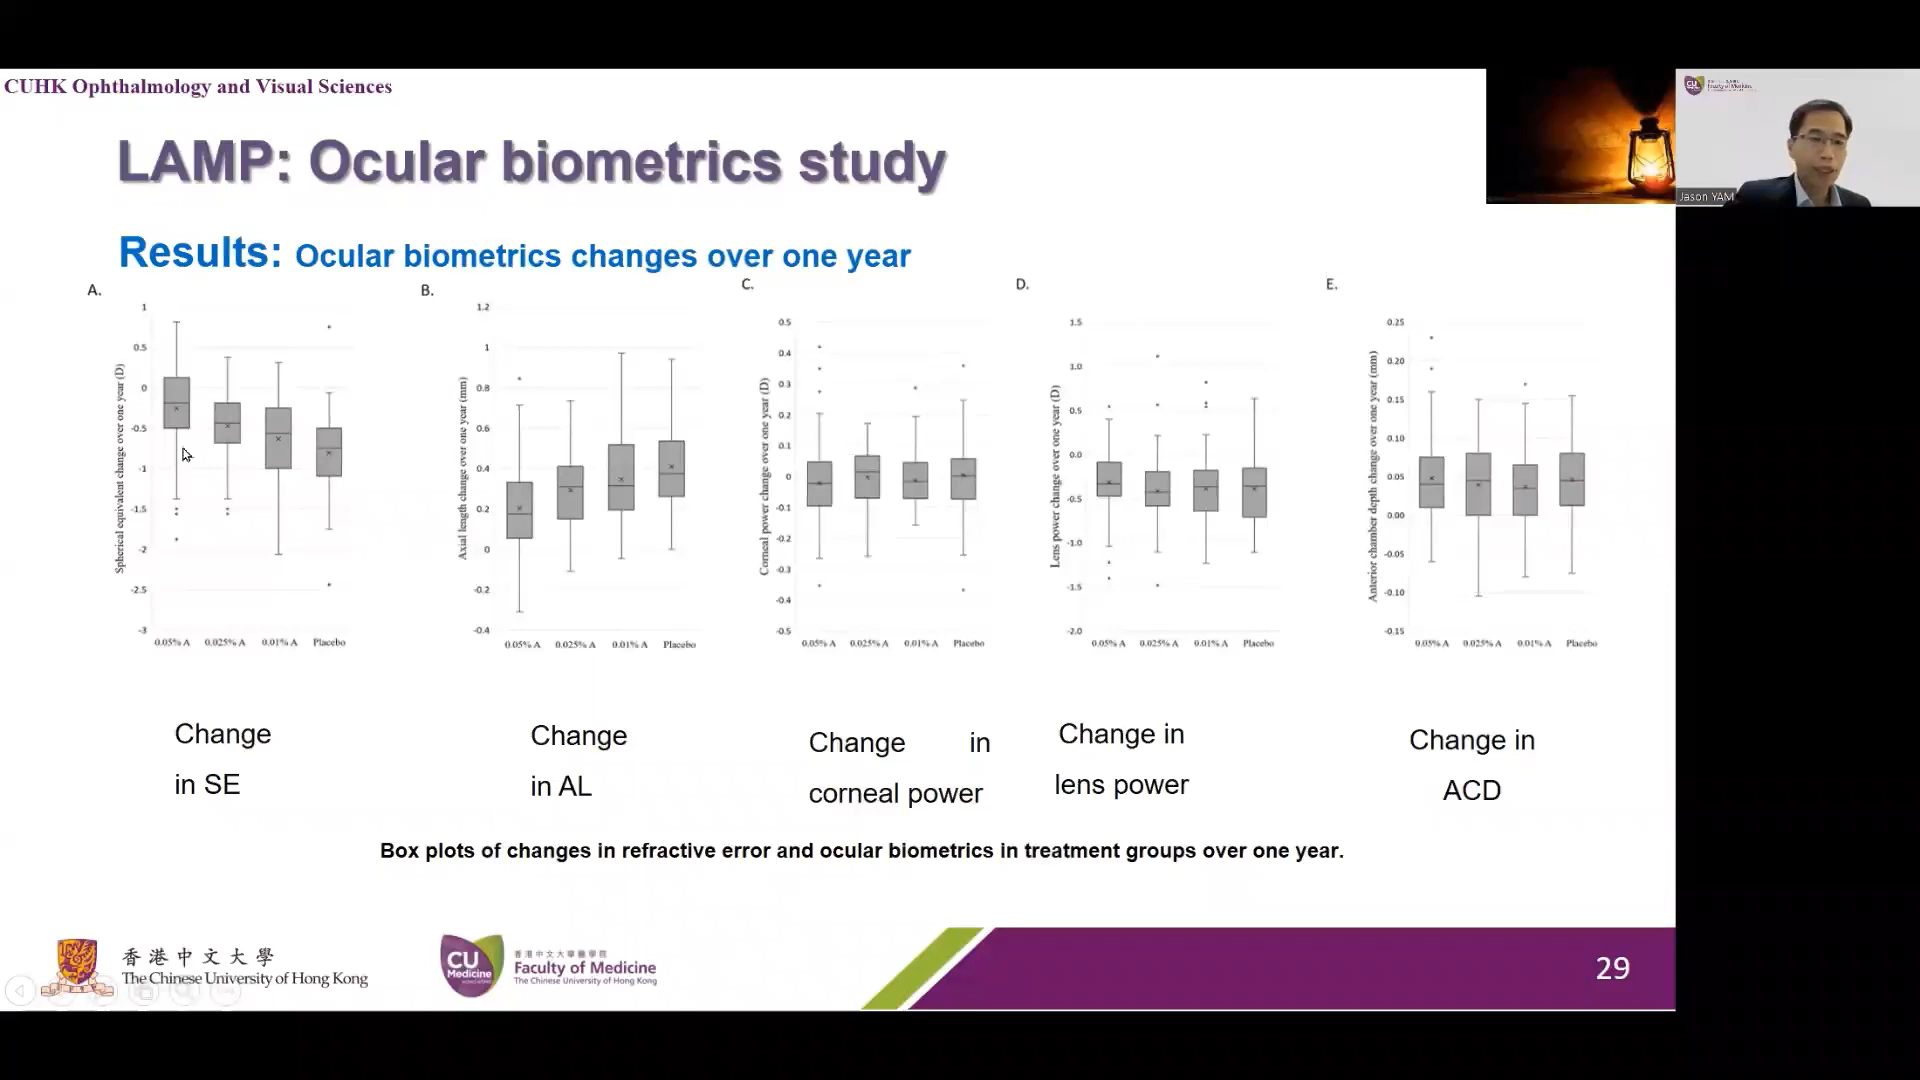 CUHK Ophthalmology and Visual Sciences
LAMP: Ocular biometrics study
Jason YAM
Results: Ocular biometrics changes over one year
A.
Spherical equivalent change over one year (D)
1
0.5
0
-0.5
-1
-1.5
-2
-2.5
-3
0.05% A 0.025% A 0.01% A Placebo
B.
Axial length change over one year (mm)
1.2
1
0.8
0.6
0.4
0.2
0
-0.2
-0.4
0.05% A 0.025% A 0.01% A Placebo
C.
Corneal power change over one year (D)
0.5
0.4
0.3
0.2
0.1
0
-0.1
-0.2
-0.3
-0.4
-0.5
0.05% A 0.025% A 0.01% A Placebo
D.
Lens power change over one year (D)
1.5
1.0
0.5
0.0
-0.5
-1.0
-1.5
-2.0
0.05% A 0.025% A 0.01% A Placebo
E.
Anterior chamber depth change over one year (mm)
0.25
0.20
0.15
0.10
0.05
0.00
-0.05
-0.10
-0.15
0.05% A 0.025% A 0.01% A Placebo
Change
in SE
Change
in AL
Change in
corneal power
Change in
lens power
Change in
ACD
Box plots of changes in refractive error and ocular biometrics in treatment groups over one year.
香港中文大學
The Chinese University of Hong Kong
CU
Medicine
香港中文大學醫學院
Faculty of Medicine
The Chinese University of Hong Kong
29